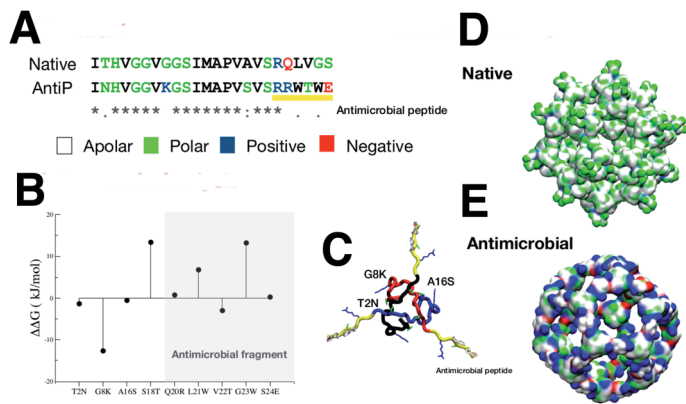 A
Native ITHVGGVGGSIMAPVAVSRQLVGS
AntiP INHVGGVKGSIMAPVSVSRRWTWE
*.***** *******:*** . . Antimicrobial peptide
Apolar Polar Positive Negative
B
ΔΔG ( kJ/mol)
20
10
0
-10
-20
Antimicrobial fragment
T2N G8K A16S S18T Q20R L21W V22T G23W S24E
C
G8K
A16S
T2N
Antimicrobial peptide
D
Native
E
Antimicrobial